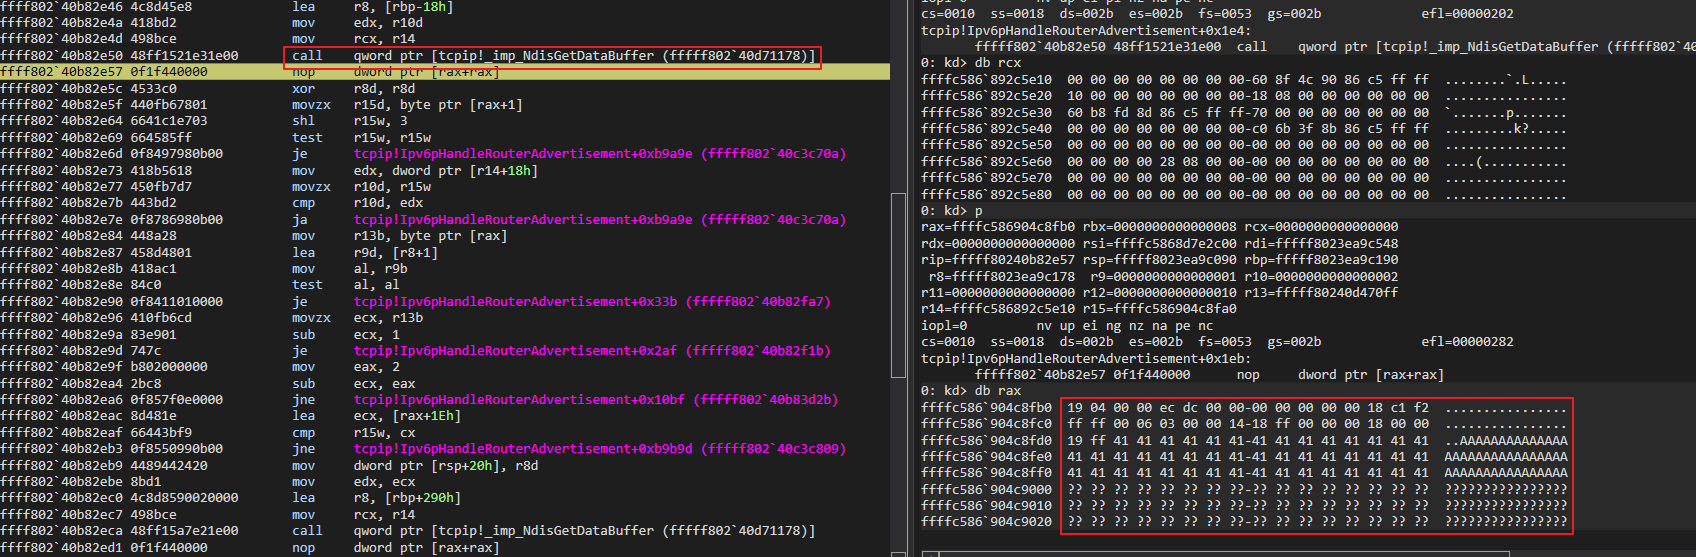 ffff802`40b82e46 4c8d45e8 lea r8, [rbp-18h]
ffff802`40b82e4a 418bd2 mov edx, r10d
ffff802`40b82e4d 498bce mov rcx, r14
ffff802`40b82e50 48ff1521e31e00 call qword ptr [tcpip!_imp_NdisGetDataBuffer (fffff802`40d71178)]
ffff802`40b82e57 0f1f440000 nop dword ptr [rax+rax]
ffff802`40b82e5c 4533c0 xor r8d, r8d
ffff802`40b82e5f 440fb67801 movzx r15d, byte ptr [rax+1]
ffff802`40b82e64 6641c1e703 shl r15w, 3
ffff802`40b82e69 664585ff test r15w, r15w
ffff802`40b82e6d 0f8497980b00 je tcpip!Ipv6pHandleRouterAdvertisement+0xb9a9e (fffff802`40c3c70a)
ffff802`40b82e73 418b5618 mov edx, dword ptr [r14+18h]
ffff802`40b82e77 450fb7d7 movzx r10d, r15w
ffff802`40b82e7b 443bd2 cmp r10d, edx
ffff802`40b82e7e 0f8786980b00 ja tcpip!Ipv6pHandleRouterAdvertisement+0xb9a9e (fffff802`40c3c70a)
ffff802`40b82e84 448a28 mov r13b, byte ptr [rax]
ffff802`40b82e87 458d4801 lea r9d, [r8+1]
ffff802`40b82e8b 418ac1 mov al, r9b
ffff802`40b82e8e 84c0 test al, al
ffff802`40b82e90 0f8411010000 je tcpip!Ipv6pHandleRouterAdvertisement+0x33b (fffff802`40b82fa7)
ffff802`40b82e96 410fb6cd movzx ecx, r13b
ffff802`40b82e9a 83e901 sub ecx, 1
ffff802`40b82e9d 747c je tcpip!Ipv6pHandleRouterAdvertisement+0x2af (fffff802`40b82f1b)
ffff802`40b82e9f b802000000 mov eax, 2
ffff802`40b82ea4 2bc8 sub ecx, eax
ffff802`40b82ea6 0f857f0e0000 jne tcpip!Ipv6pHandleRouterAdvertisement+0x10bf (fffff802`40b83d2b)
ffff802`40b82eac 8d481e lea ecx, [rax+1Eh]
ffff802`40b82eaf 66443bf9 cmp r15w, cx
ffff802`40b82eb3 0f8550990b00 jne tcpip!Ipv6pHandleRouterAdvertisement+0xb9b9d (fffff802`40c3c809)
ffff802`40b82eb9 4489442420 mov dword ptr [rsp+20h], r8d
ffff802`40b82ebe 8bd1 mov edx, ecx
ffff802`40b82ec0 4c8d8590020000 lea r8, [rbp+290h]
ffff802`40b82ec7 498bce mov rcx, r14
ffff802`40b82eca 48ff15a7e21e00 call qword ptr [tcpip!_imp_NdisGetDataBuffer (fffff802`40d71178)]
ffff802`40b82ed1 0f1f440000 nop dword ptr [rax+rax]
cs=0010 ss=0018 ds=002b es=002b fs=0053 gs=002b efl=00000202
tcpip!Ipv6pHandleRouterAdvertisement+0x1e4:
fffff802`40b82e50 48ff1521e31e00 call qword ptr [tcpip!_imp_NdisGetDataBuffer (fffff802`40
0: kd> db rcx
ffffc586`892c5e10 00 00 00 00 00 00 00 00-60 8f 4c 90 86 c5 ff ff ........`.L.....
ffffc586`892c5e20 10 00 00 00 00 00 00 00-18 08 00 00 00 00 00 00 ................
ffffc586`892c5e30 60 b8 fd 8d 86 c5 ff ff-70 00 00 00 00 00 00 00 `.......p.......
ffffc586`892c5e40 00 00 00 00 00 00 00 00-c0 6b 3f 8b 86 c5 ff ff .........k?.....
ffffc586`892c5e50 00 00 00 00 00 00 00 00-00 00 00 00 00 00 00 00 ................
ffffc586`892c5e60 00 00 00 00 28 08 00 00-00 00 00 00 00 00 00 00 ....(...........
ffffc586`892c5e70 00 00 00 00 00 00 00 00-00 00 00 00 00 00 00 00 ................
ffffc586`892c5e80 00 00 00 00 00 00 00 00-00 00 00 00 00 00 00 00 ................
0: kd> p
rax=ffffc586904c8fb0 rbx=0000000000000008 rcx=0000000000000000
rdx=0000000000000000 rsi=ffffc5868d7e2c00 rdi=fffff8023ea9c548
rip=fffff80240b82e57 rsp=fffff8023ea9c090 rbp=fffff8023ea9c190
r8=fffff8023ea9c178 r9=0000000000000001 r10=0000000000000002
r11=0000000000000000 r12=0000000000000010 r13=fffff80240d470ff
r14=ffffc586892c5e10 r15=ffffc586904c8fa0
iopl=0 nv up ei ng nz na pe nc
cs=0010 ss=0018 ds=002b es=002b fs=0053 gs=002b efl=00000282
tcpip!Ipv6pHandleRouterAdvertisement+0x1eb:
fffff802`40b82e57 0f1f440000 nop dword ptr [rax+rax]
0: kd> db rax
ffffc586`904c8fb0 19 04 00 00 ec dc 00 00-00 00 00 00 00 18 c1 f2 ................
ffffc586`904c8fc0 ff ff 00 06 03 00 00 14-18 ff 00 00 00 00 18 00 00 ................
ffffc586`904c8fd0 19 ff 41 41 41 41 41 41-41 41 41 41 41 41 41 41 ..AAAAAAAAAAAAAA
ffffc586`904c8fe0 41 41 41 41 41 41 41 41-41 41 41 41 41 41 41 41 AAAAAAAAAAAAAAAA
ffffc586`904c8ff0 41 41 41 41 41 41 41 41-41 41 41 41 41 41 41 41 AAAAAAAAAAAAAAAA
ffffc586`904c9000 ?? ?? ?? ?? ?? ?? ?? ??-?? ?? ?? ?? ?? ?? ?? ?? ????????????????
ffffc586`904c9010 ?? ?? ?? ?? ?? ?? ?? ??-?? ?? ?? ?? ?? ?? ?? ?? ????????????????
ffffc586`904c9020 ?? ?? ?? ?? ?? ?? ?? ??-?? ?? ?? ?? ?? ?? ?? ?? ????????????????